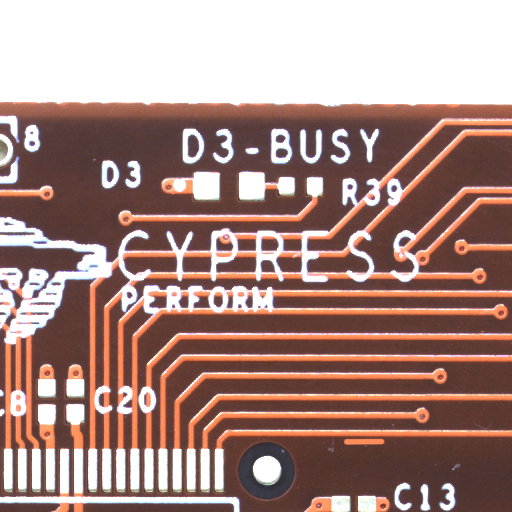 8
D3-BUSY
D3
R39
CYPRESS
PERFORM
C8
C20
C13